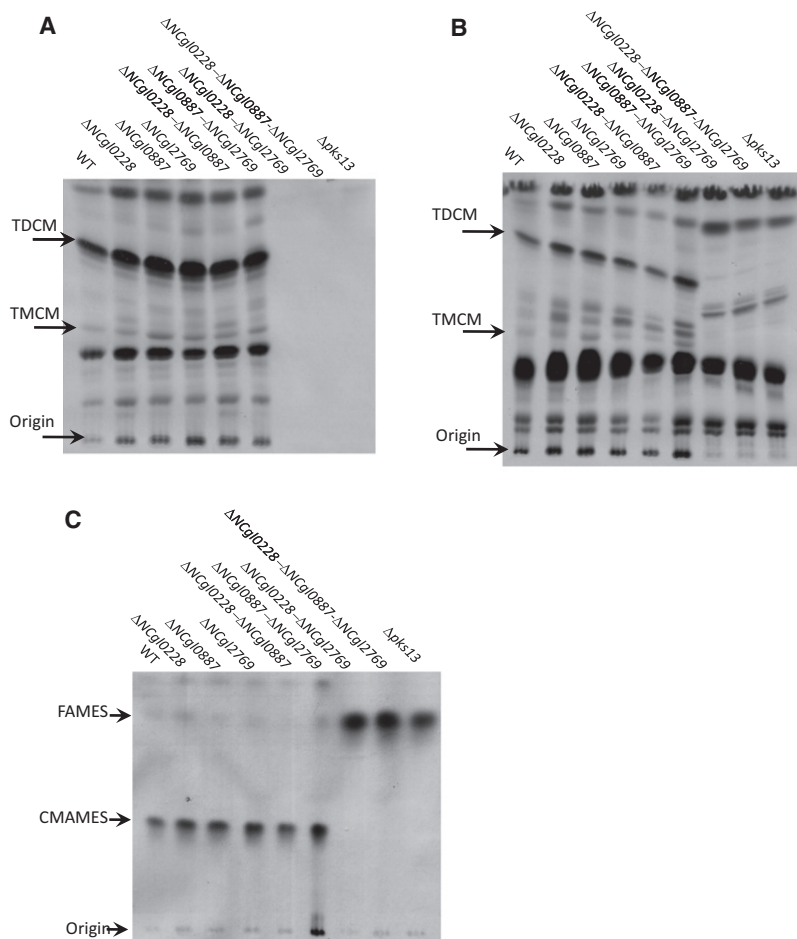 A
WT
ΔNCgl0228
ΔNCgl0887
ΔNCgl2769
ΔNCgl0228–ΔNCgl0887
ΔNCgl0887–ΔNCgl2769
ΔNCgl0228–ΔNCgl2769
ΔNCgl0228–ΔNCgl0887-ΔNCgl2769
Δpks13
TDCM
TMCM
Origin
B
WT
ΔNCgl0228
ΔNCgl0887
ΔNCgl2769
ΔNCgl0228–ΔNCgl0887
ΔNCgl0887–ΔNCgl2769
ΔNCgl0228–ΔNCgl2769
ΔNCgl0228–ΔNCgl0887-ΔNCgl2769
Δpks13
TDCM
TMCM
Origin
C
WT
ΔNCgl0228
ΔNCgl0887
ΔNCgl2769
ΔNCgl0228–ΔNCgl0887
ΔNCgl0887–ΔNCgl2769
ΔNCgl0228–ΔNCgl2769
ΔNCgl0228–ΔNCgl0887-ΔNCgl2769
Δpks13
FAMES
CMAMES
Origin